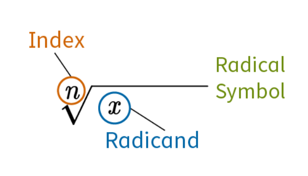 Index
Radical
Symbol
n
x
Radicand